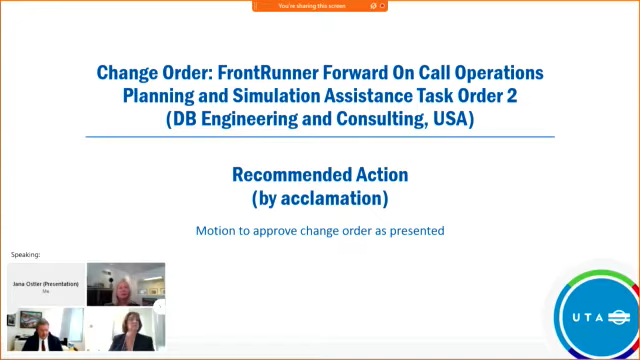 You're sharing this screen
Change Order: FrontRunner Forward On Call Operations
Planning and Simulation Assistance Task Order 2
(DB Engineering and Consulting, USA)
Recommended Action
(by acclamation)
Motion to approve change order as presented
Speaking:
Jana Ostler (Presentation)
Me
UTA